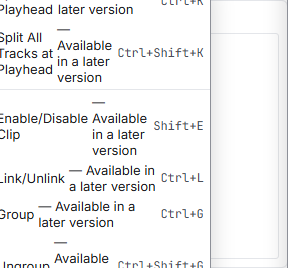 Playhead later version Ctrl+K
Split All
Tracks at
Playhead
—
Available
in a later
version
Ctrl+Shift+K
Enable/Disable
Clip
—
Available
in a later
version
Shift+E
Link/Unlink — Available in
a later version
Ctrl+L
Group — Available in a
later version
Ctrl+G
Ungroup
—
Available
Ctrl+Shift+G